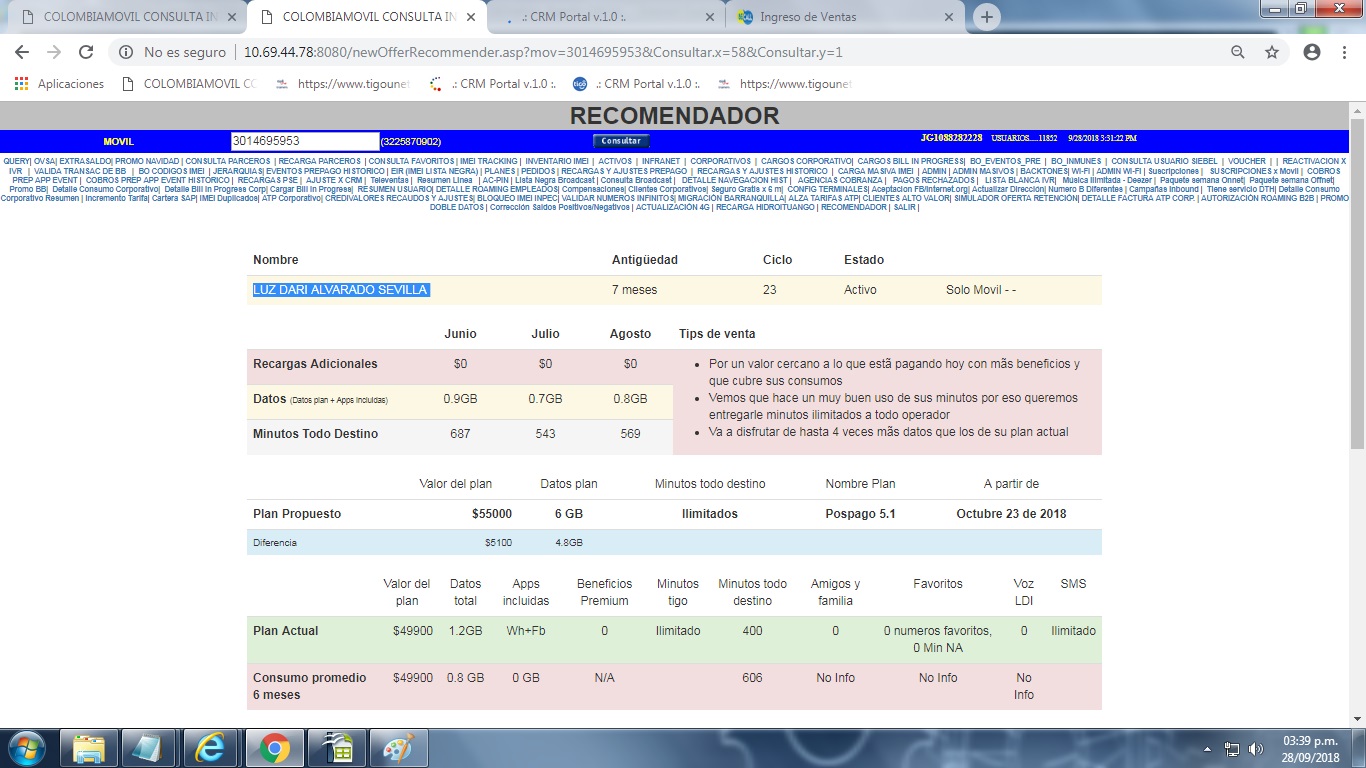 COLOMBIAMOVIL CONSULTA IN
COLOMBIAMOVIL CONSULTA IN
.: CRM Portal v.1.0 :.
Ingreso de Ventas
No es seguro
10.69.44.78:8080/newOfferRecommender.asp?mov=3014695953&Consultar.x=58&Consultar.y=1
Aplicaciones
COLOMBIAMOVIL CO
https://www.tigounet
.: CRM Portal v.1.0 :.
.: CRM Portal v.1.0 :.
https://www.tigounet
RECOMENDADOR
MOVIL
3014695953
(3225870902)
Consultar
JG1088282228 USUARIOS.....11852 9/28/2018 3:31:22 PM
QUERY| OVSA| EXTRASALDO| PROMO NAVIDAD | CONSULTA PARCEROS | RECARGA PARCEROS | CONSULTA FAVORITOS | IMEI TRACKING | INVENTARIO IMEI | ACTIVOS | INFRANET | CORPORATIVOS | CARGOS CORPORATIVO| CARGOS BILL IN PROGRESS| BO_EVENTOS_PRE | BO_INMUNES | CONSULTA USUARIO SIEBEL | VOUCHER | | REACTIVACION X
IVR | VALIDA TRANSAC DE BB | BO CODIGOS IMEI | JERARQUIAS| EVENTOS PREPAGO HISTORICO | EIR (IMEI LISTA NEGRA) | PLANES | PEDIDOS | RECARGAS Y AJUSTES PREPAGO | RECARGAS Y AJUSTES HISTORICO | CARGA MASIVA IMEI | ADMIN | ADMIN MASIVOS | BACKTONES| WI-FI | ADMIN WI-FI | Suscripciones | SUSCRIPCIONES x Movil | COBROS
PREP APP EVENT | COBROS PREP APP EVENT HISTORICO | RECARGAS PSE | AJUSTE X CRM | Televentas | Resumen Linea | AC-PIN | Lista Negra Broadcast | Consulta Broadcast | DETALLE NAVEGACION HIST | AGENCIAS COBRANZA | PAGOS RECHAZADOS | LISTA BLANCA IVR| Música Ilimitada - Deezer | Paquete semana Onnet| Paquete semana Offnet|
Promo BB| Detalle Consumo Corporativo| Detalle Bill In Progress Corp| Cargar Bill In Progress| RESUMEN USUARIO| DETALLE ROAMING EMPLEADOS| Compensaciones| Clientes Corporativos| Seguro Gratis x 6 m| CONFIG TERMINALES| Aceptacion FB/Internet.org| Actualizar Dirección| Numero B Diferentes | Campañas Inbound | Tiene servicio DTH| Detalle Consumo
Corporativo Resumen | Incremento Tarifa| Cartera SAP| IMEI Duplicados| ATP Corporativo| CREDIVALORES RECAUDOS Y AJUSTES| BLOQUEO IMEI INPEC| VALIDAR NUMEROS INFINITOS| MIGRACIÓN BARRANQUILLA| ALZA TARIFAS ATP| CLIENTES ALTO VALOR| SIMULADOR OFERTA RETENCIÓN| DETALLE FACTURA ATP CORP. | AUTORIZACIÓN ROAMING B2B | PROMO
DOBLE DATOS | Corrección Saldos Positivos/Negativos | ACTUALIZACIÓN 4G | RECARGA HIDROITUANGO | RECOMENDADOR | SALIR |
Nombre Antigüedad Ciclo Estado
LUZ DARI ALVARADO SEVILLA 7 meses 23 Activo Solo Movil - -
Junio Julio Agosto Tips de venta
Recargas Adicionales $0 $0 $0
Datos (Datos plan + Apps incluidas) 0.9GB 0.7GB 0.8GB
Minutos Todo Destino 687 543 569
• Por un valor cercano a lo que estã pagando hoy con mãs beneficios y
que cubre sus consumos
• Vemos que hace un muy buen uso de sus minutos por eso queremos
entregarle minutos ilimitados a todo operador
• Va a disfrutar de hasta 4 veces mãs datos que los de su plan actual
Valor del plan Datos plan Minutos todo destino Nombre Plan A partir de
Plan Propuesto $55000 6 GB Ilimitados Pospago 5.1 Octubre 23 de 2018
Diferencia $5100 4.8GB
Valor del Datos Apps Beneficios Minutos Minutos todo Amigos y Favoritos Voz SMS
plan total incluidas Premium tigo destino familia LDI
Plan Actual $49900 1.2GB Wh+Fb 0 Ilimitado 400 0 0 numeros favoritos, 0 Ilimitado
0 Min NA
Consumo promedio $49900 0.8 GB 0 GB N/A 606 No Info No Info No
6 meses Info
03:39 p.m.
28/09/2018